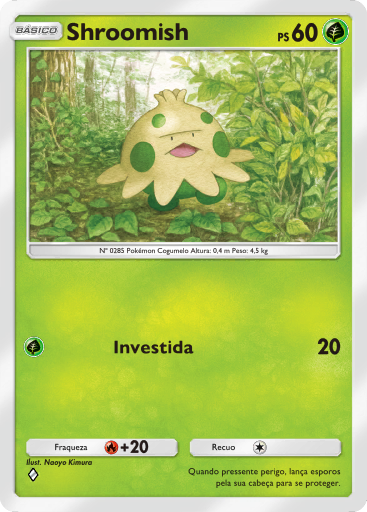 BÁSICO Shroomish PS 60
Nº 0285 Pokémon Cogumelo Altura: 0,4 m Peso: 4,5 kg
Investida 20
Fraqueza +20 Recuo
Ilust. Naoyo Kimura
Quando pressente perigo, lança esporos
pela sua cabeça para se proteger.